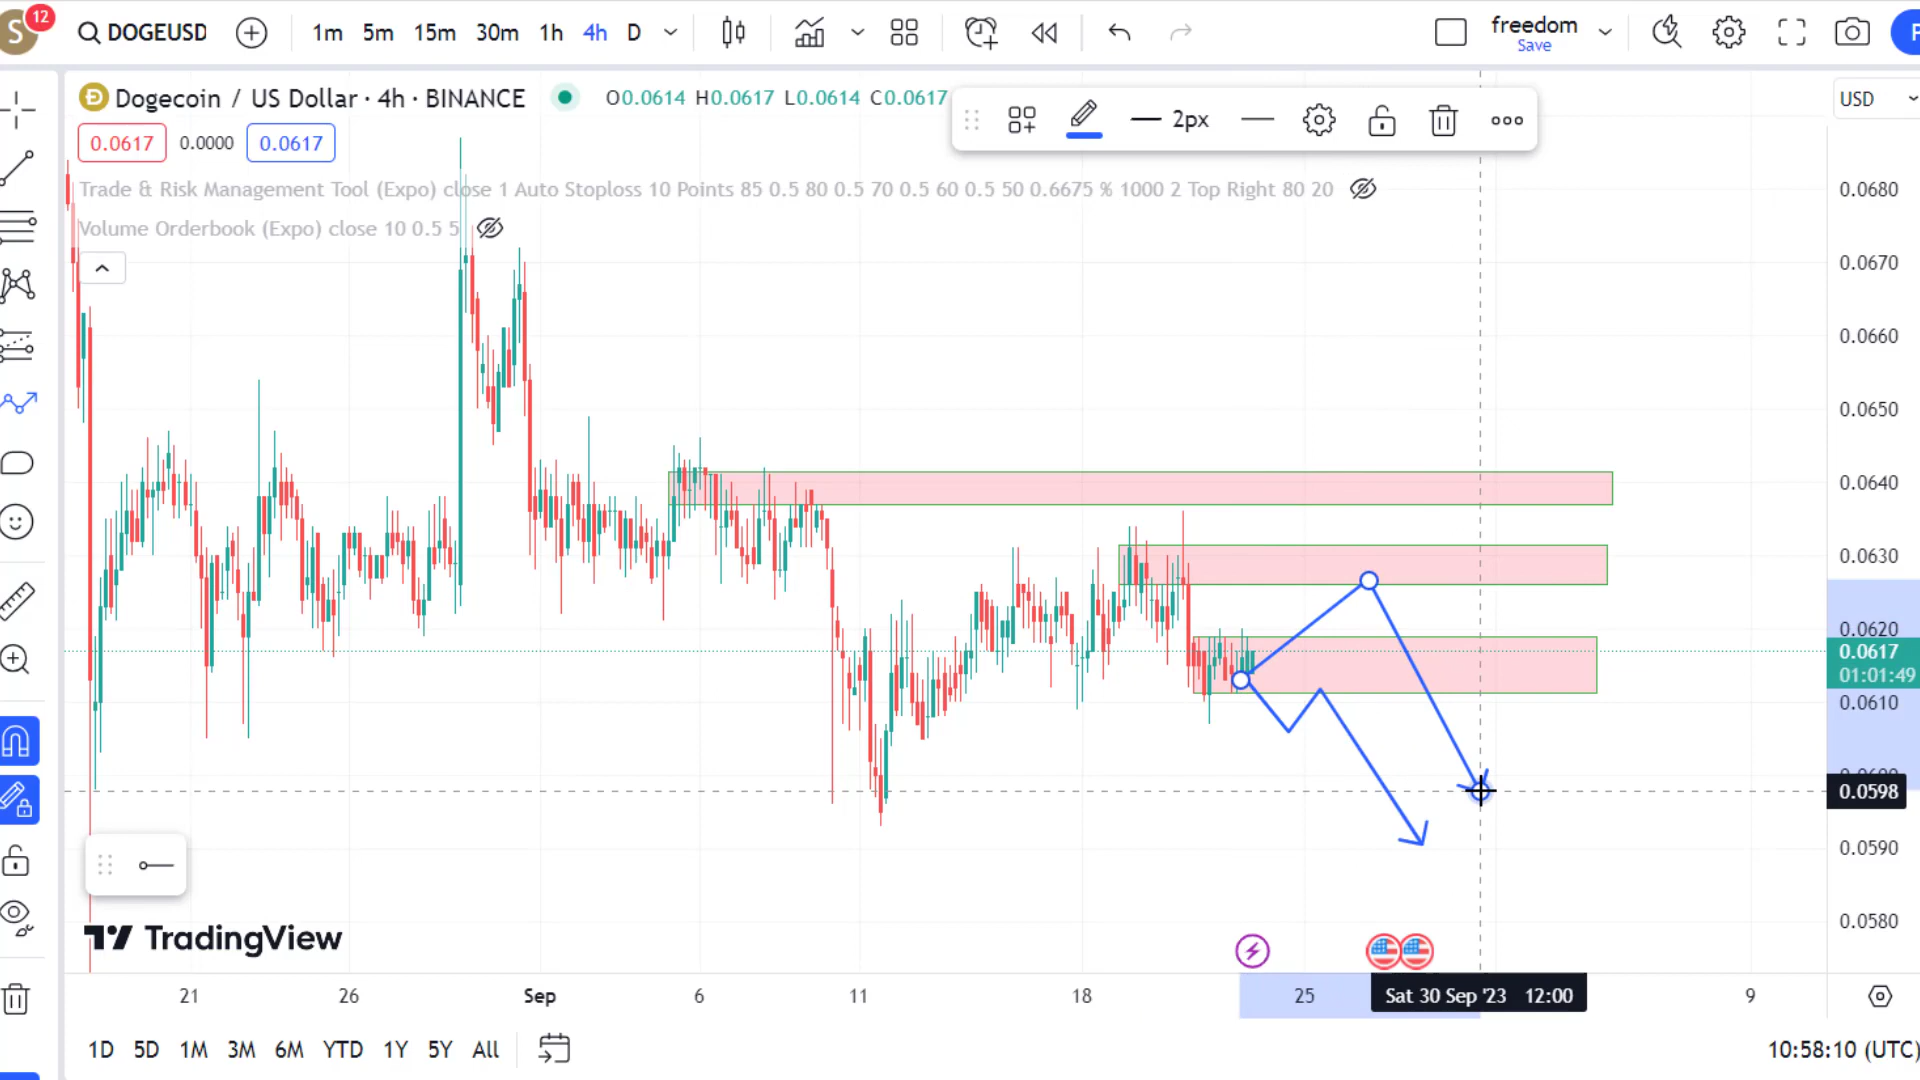 S 12 DOGEUSD 1m 5m 15m 30m 1h 4h D freedom
Save
Dogecoin / US Dollar · 4h · BINANCE O0.0614 H0.0617 L0.0614 C0.0617
2px
USD
0.0617 0.0000 0.0617
Trade & Risk Management Tool (Expo) close 1 Auto Stoploss 10 Points 85 0.5 80 0.5 70 0.5 60 0.5 50 0.6675 % 1000 2 Top Right 80 20
Volume Orderbook (Expo) close 10 0.5 5
0.0680
0.0670
0.0660
0.0650
0.0640
0.0630
0.0620
0.0617
01:01:49
0.0610
0.0598
0.0590
0.0580
TradingView
21 26 Sep 6 11 18 25 Sat 30 Sep '23 12:00 9
1D 5D 1M 3M 6M YTD 1Y 5Y All
10:58:10 (UTC)